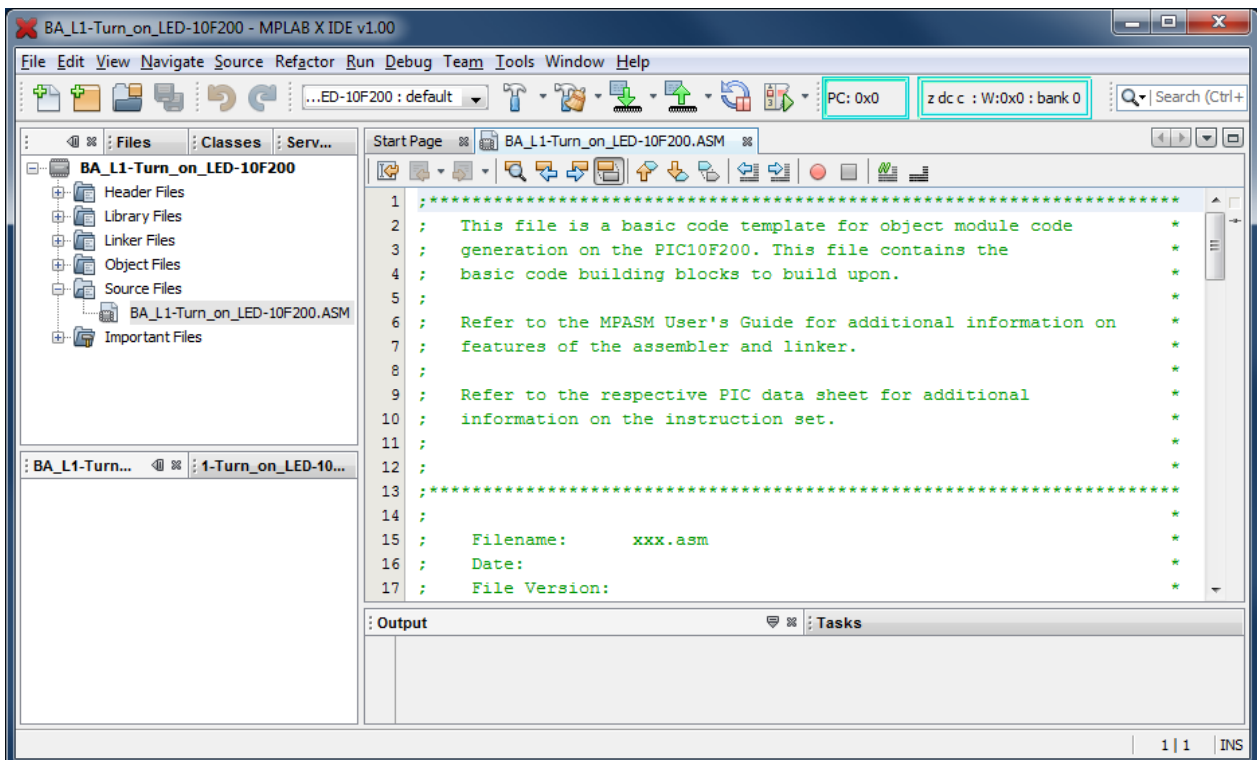 BA_L1-Turn_on_LED-10F200 - MPLAB X IDE v1.00
File Edit View Navigate Source Refactor Run Debug Team Tools Window Help
...ED-10F200 : default PC: 0x0 z dc c : W:0x0 : bank 0 Search (Ctrl+
Files Classes Serv...
BA_L1-Turn_on_LED-10F200
Header Files
Library Files
Linker Files
Object Files
Source Files
BA_L1-Turn_on_LED-10F200.ASM
Important Files
BA_L1-Turn... 1-Turn_on_LED-10...
Start Page BA_L1-Turn_on_LED-10F200.ASM
1 ;**********************************************************************
2 ; This file is a basic code template for object module code *
3 ; generation on the PIC10F200. This file contains the *
4 ; basic code building blocks to build upon. *
5 ; *
6 ; Refer to the MPASM User's Guide for additional information on *
7 ; features of the assembler and linker. *
8 ; *
9 ; Refer to the respective PIC data sheet for additional *
10 ; information on the instruction set. *
11 ; *
12 ; *
13 ;**********************************************************************
14 ; *
15 ; Filename: xxx.asm *
16 ; Date: *
17 ; File Version: *
Output Tasks
1 | 1 INS